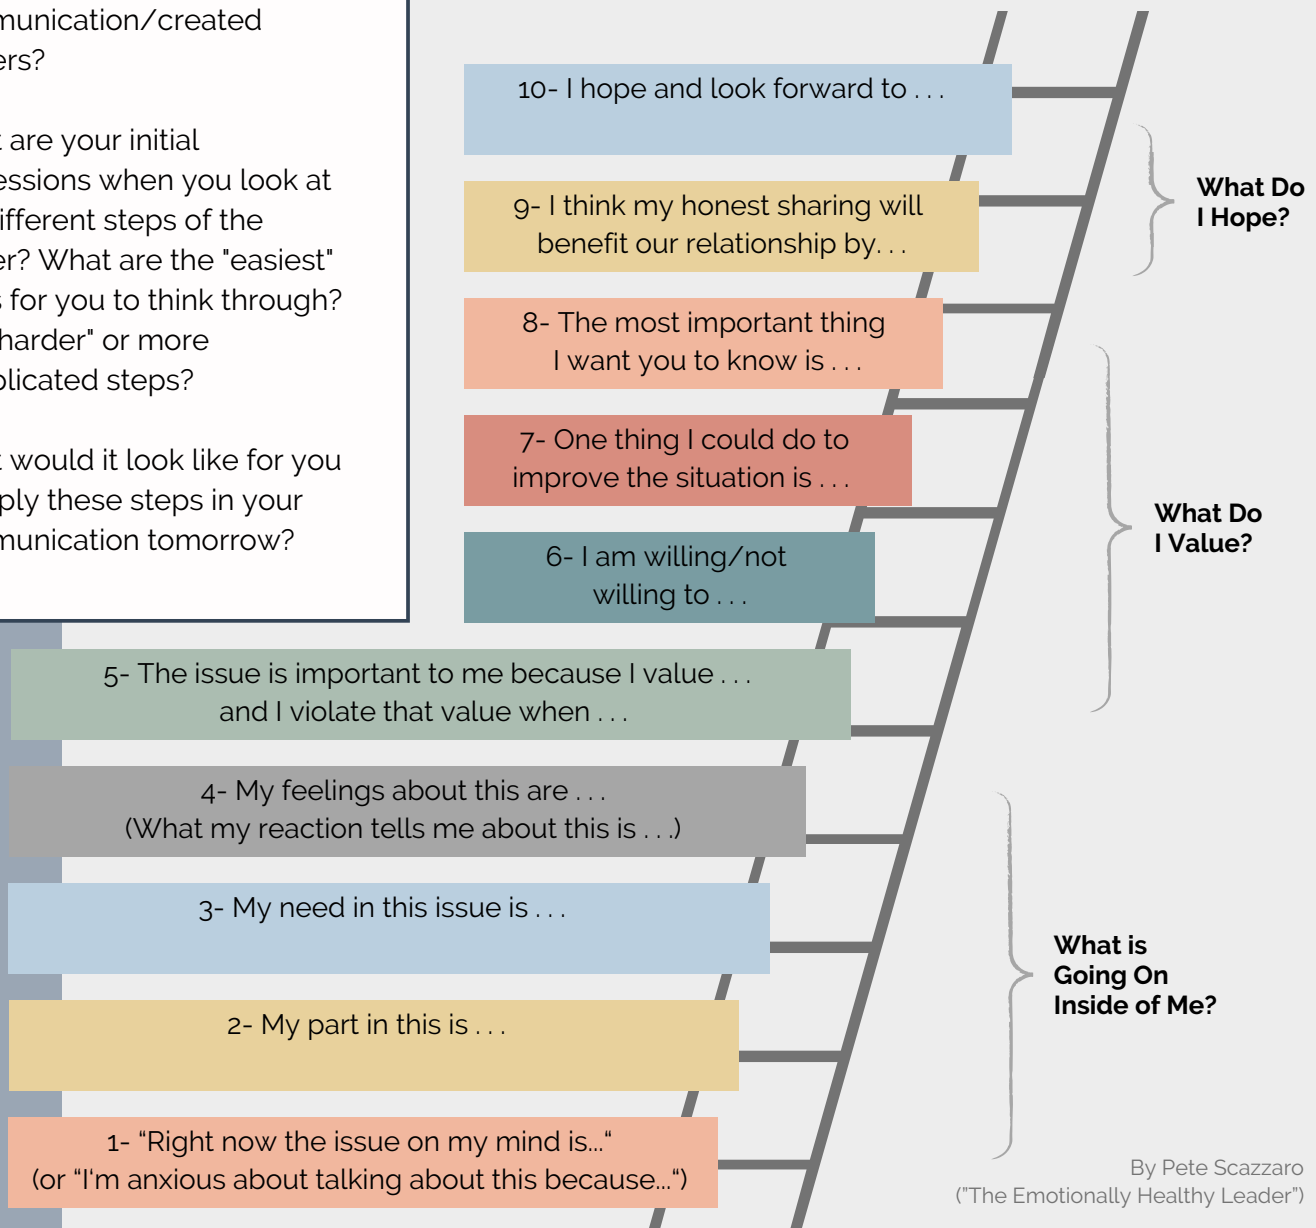 munication/created
ers?
are your initial
essions when you look at
ifferent steps of the
er? What are the "easiest"
s for you to think through?
harder" or more
plicated steps?
would it look like for you
ply these steps in your
munication tomorrow?
10- I hope and look forward to . . .
9- I think my honest sharing will
benefit our relationship by. . .
What Do
I Hope?
8- The most important thing
I want you to know is . . .
7- One thing I could do to
improve the situation is . . .
6- I am willing/not
willing to . . .
5- The issue is important to me because I value . . .
and I violate that value when . . .
What Do
I Value?
4- My feelings about this are . . .
(What my reaction tells me about this is . . .)
3- My need in this issue is . . .
2- My part in this is . . .
1- “Right now the issue on my mind is...“
(or “I'm anxious about talking about this because...“)
What is
Going On
Inside of Me?
By Pete Scazzaro
("The Emotionally Healthy Leader")